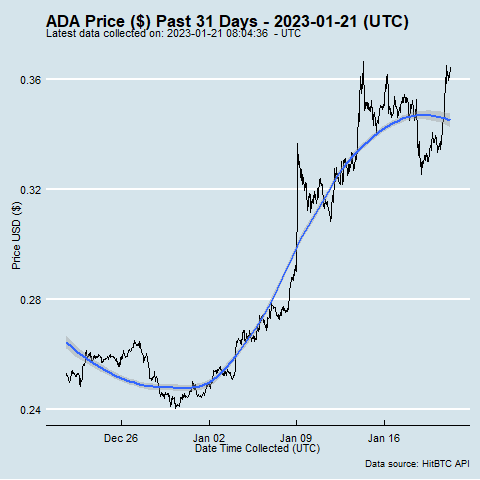 ADA Price ($) Past 31 Days - 2023-01-21 (UTC)
Latest data collected on: 2023-01-21 08:04:36 - UTC
0.36
0.32
0.28
0.24
Price USD ($)
Dec 26 Jan 02 Jan 09 Jan 16
Date Time Collected (UTC)
Data source: HitBTC API